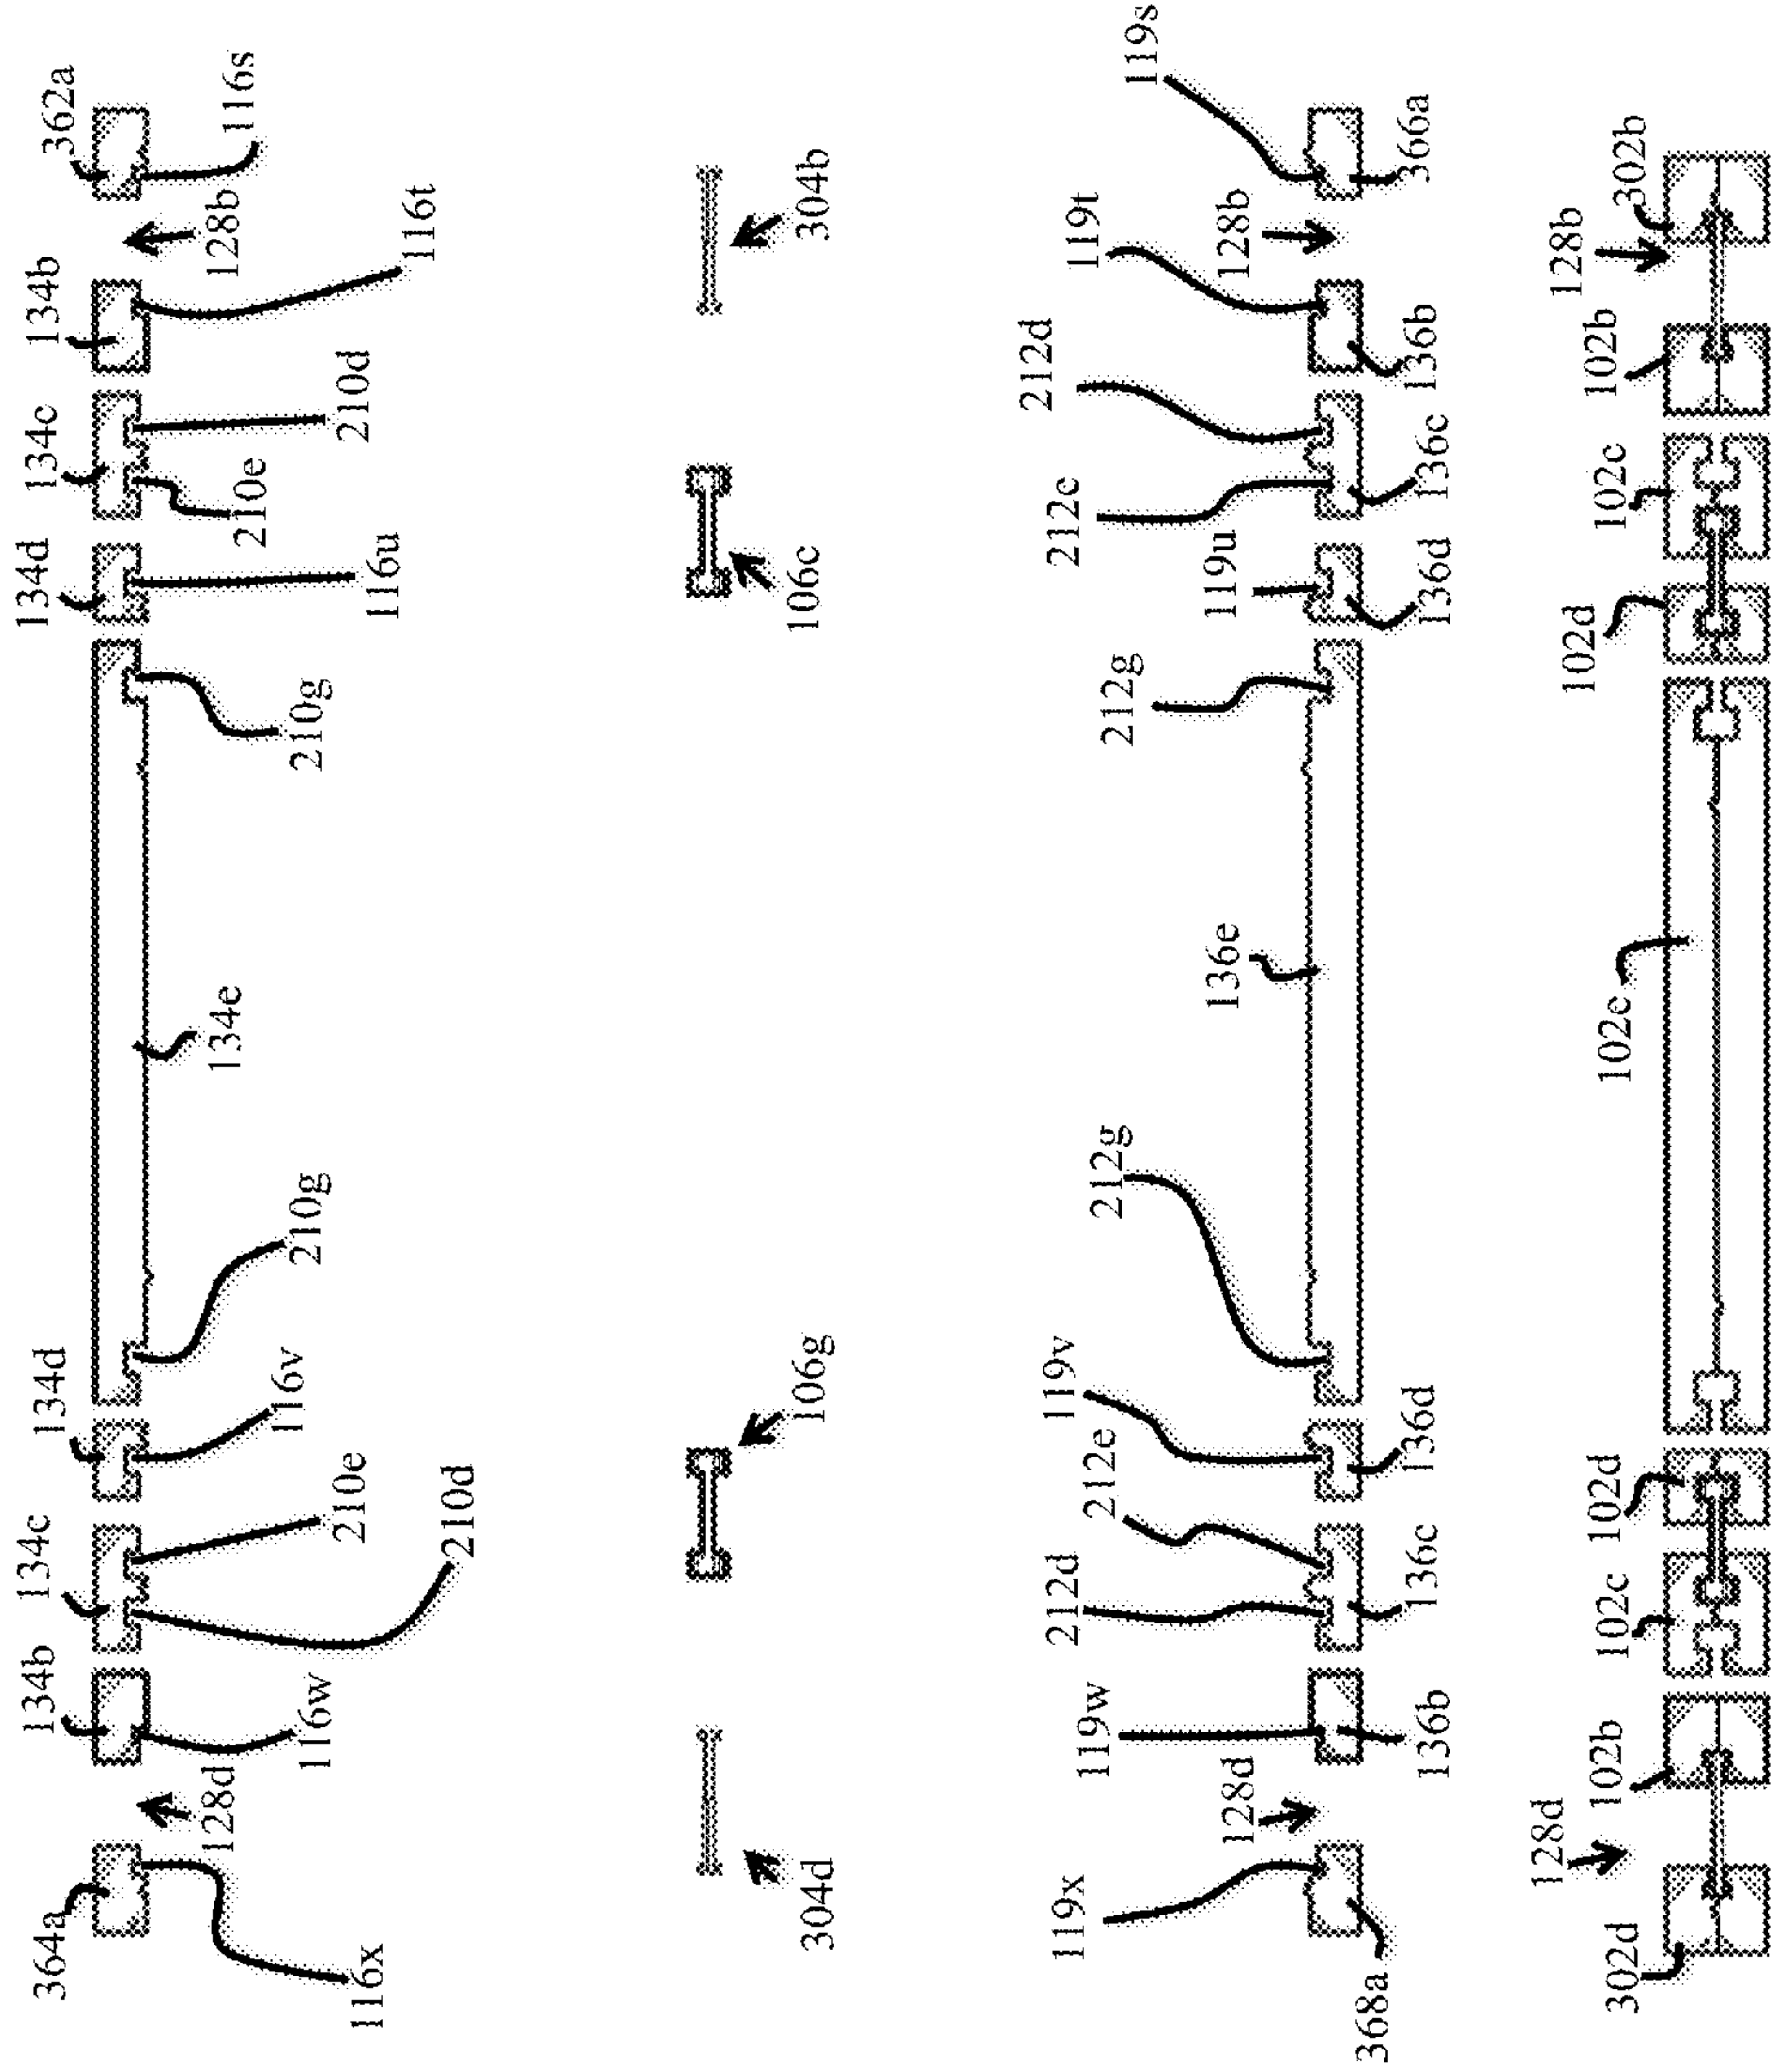 364a
134b
134c
134d
134d
134c
134b
362a
128d
134e
128b
116s
116x
116w
210d
210e
116v
210g
210g
116u
210e
210d
116t
304d
106g
106c
304b
119x
119w
212d
212e
119v
212g
212g
212c
212d
119t
119s
128d
136e
119u
128b
368a
136b
136c
136d
136d
136c
136b
366a
128d
128b
302d
102b
102c
102d
102e
102d
102c
102b
302b